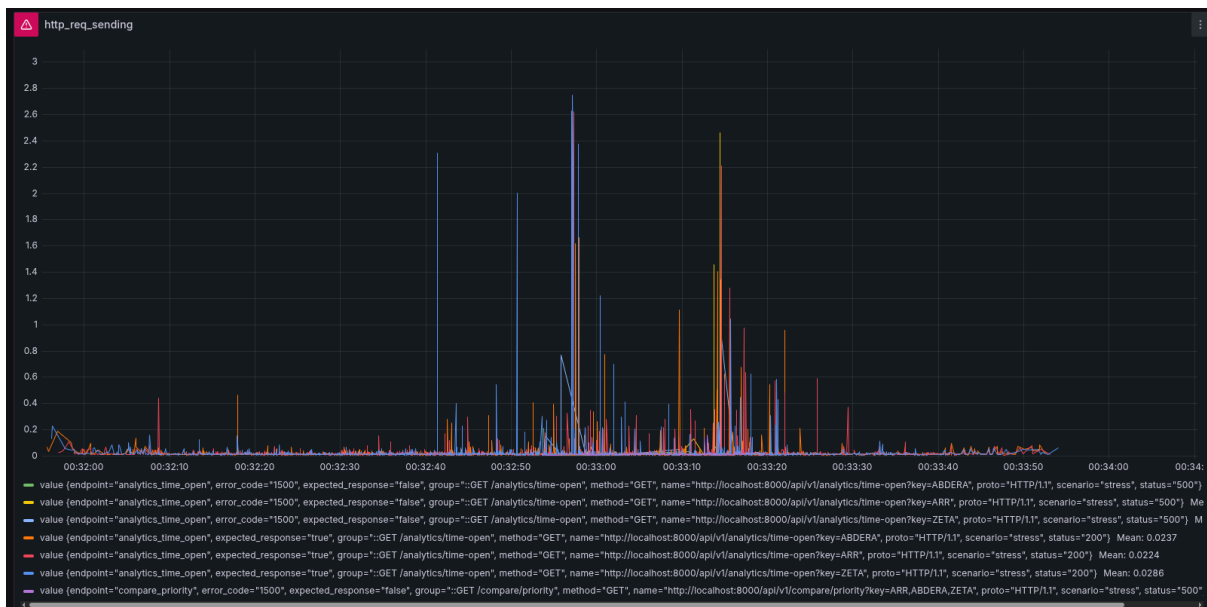 http_req_sending
3
2.8
2.6
2.4
2.2
2
1.8
1.6
1.4
1.2
1
0.8
0.6
0.4
0.2
0
00:32:00 00:32:10 00:32:20 00:32:30 00:32:40 00:32:50 00:33:00 00:33:10 00:33:20 00:33:30 00:33:40 00:33:50 00:34:00 00:34:
value {endpoint="analytics_time_open", error_code="1500", expected_response="false", group="::GET /analytics/time-open", method="GET", name="http://localhost:8000/api/v1/analytics/time-open?key=ABDERA", proto="HTTP/1.1", scenario="stress", status="500"}
value {endpoint="analytics_time_open", error_code="1500", expected_response="false", group="::GET /analytics/time-open", method="GET", name="http://localhost:8000/api/v1/analytics/time-open?key=ARR", proto="HTTP/1.1", scenario="stress", status="500"} Me
value {endpoint="analytics_time_open", error_code="1500", expected_response="false", group="::GET /analytics/time-open", method="GET", name="http://localhost:8000/api/v1/analytics/time-open?key=ZETA", proto="HTTP/1.1", scenario="stress", status="500"} M
value {endpoint="analytics_time_open", expected_response="true", group="::GET /analytics/time-open", method="GET", name="http://localhost:8000/api/v1/analytics/time-open?key=ABDERA", proto="HTTP/1.1", scenario="stress", status="200"} Mean: 0.0237
value {endpoint="analytics_time_open", expected_response="true", group="::GET /analytics/time-open", method="GET", name="http://localhost:8000/api/v1/analytics/time-open?key=ARR", proto="HTTP/1.1", scenario="stress", status="200"} Mean: 0.0224
value {endpoint="analytics_time_open", expected_response="true", group="::GET /analytics/time-open", method="GET", name="http://localhost:8000/api/v1/analytics/time-open?key=ZETA", proto="HTTP/1.1", scenario="stress", status="200"} Mean: 0.0286
value {endpoint="compare_priority", error_code="1500", expected_response="false", group="::GET /compare/priority", method="GET", name="http://localhost:8000/api/v1/compare/priority?key=ARR,ABDERA,ZETA", proto="HTTP/1.1", scenario="stress", status="500"